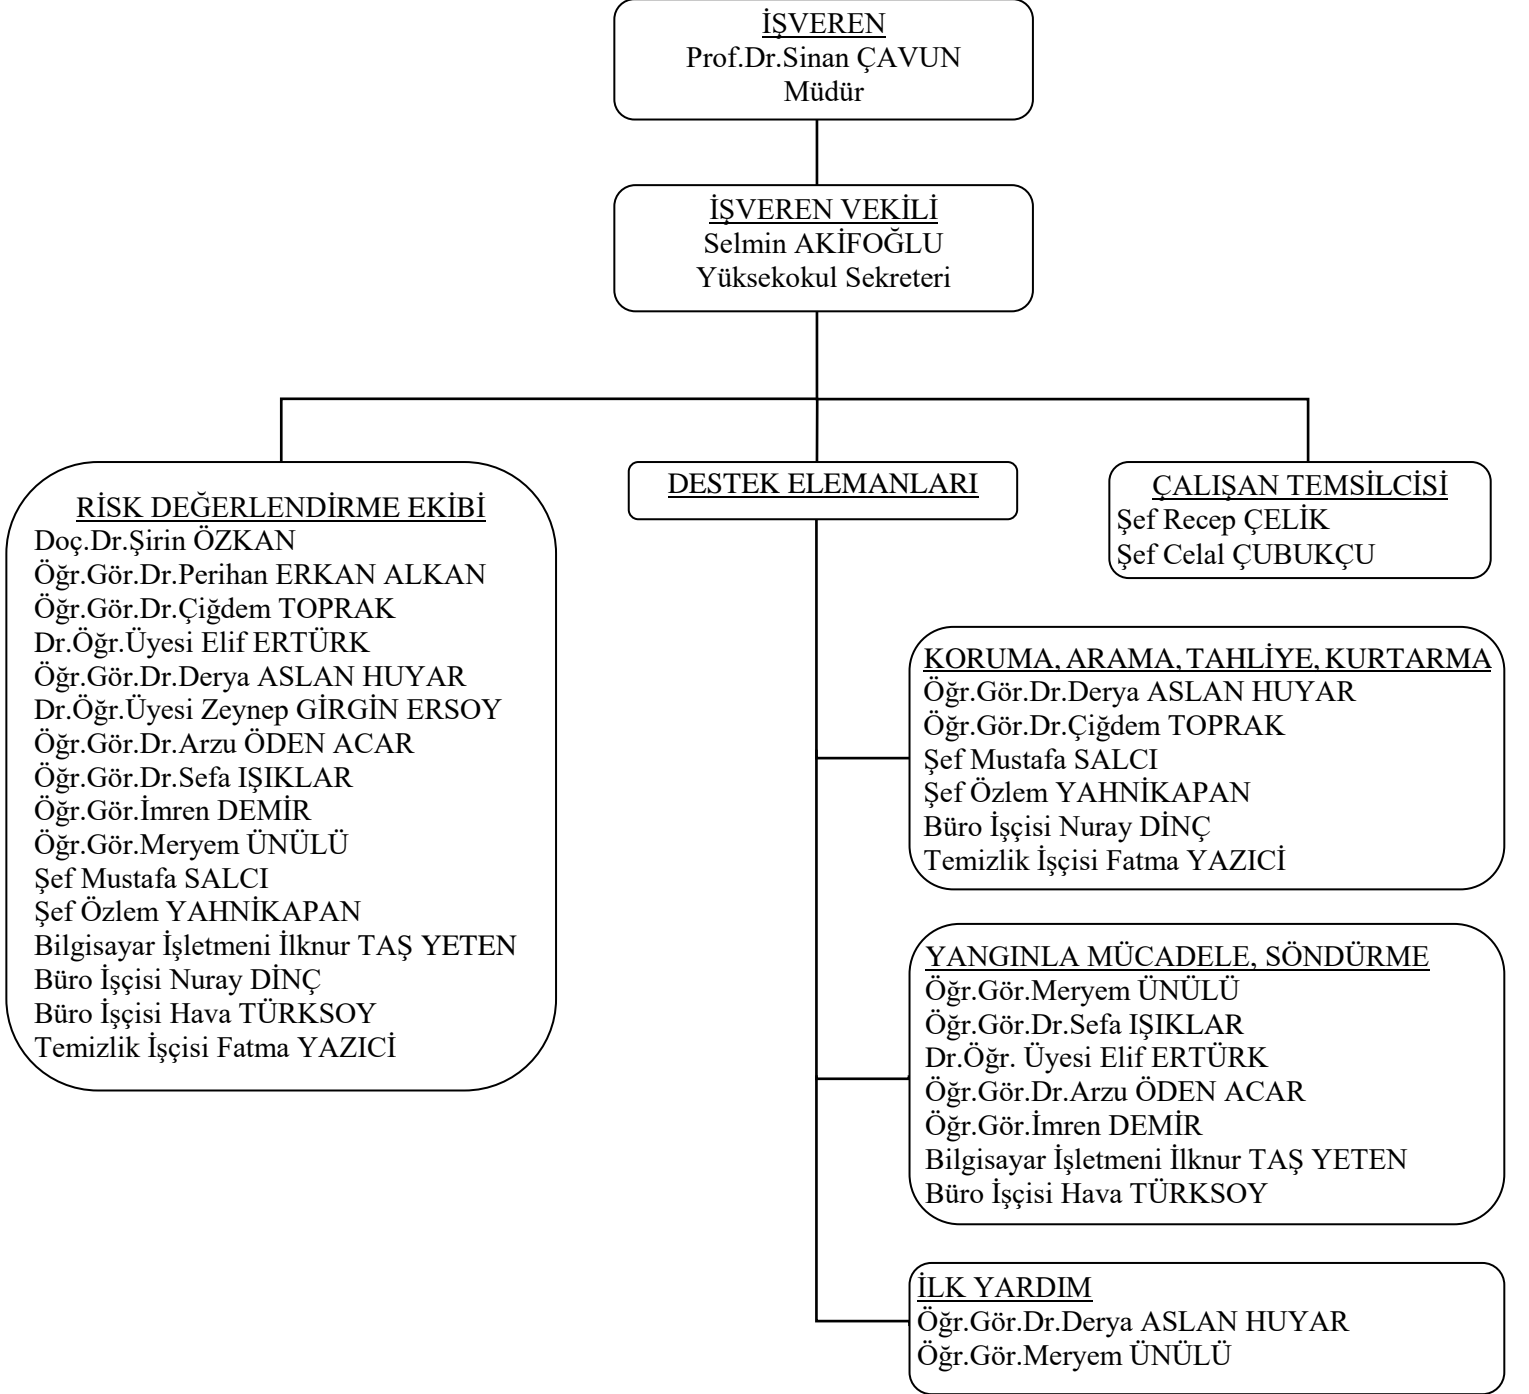 İŞVEREN
Prof.Dr.Sinan ÇAVUN
Müdür
İŞVEREN VEKİLİ
Selmin AKİFOĞLU
Yüksekokul Sekreteri
RİSK DEĞERLENDİRME EKİBİ
Doç.Dr.Şirin ÖZKAN
Öğr.Gör.Dr.Perihan ERKAN ALKAN
Öğr.Gör.Dr.Çiğdem TOPRAK
Dr.Öğr.Üyesi Elif ERTÜRK
Öğr.Gör.Dr.Derya ASLAN HUYAR
Dr.Öğr.Üyesi Zeynep GİRGİN ERSOY
Öğr.Gör.Dr.Arzu ÖDEN ACAR
Öğr.Gör.Dr.Sefa IŞIKLAR
Öğr.Gör.İmren DEMİR
Öğr.Gör.Meryem ÜNÜLÜ
Şef Mustafa SALCI
Şef Özlem YAHNİKAPAN
Bilgisayar İşletmeni İlknur TAŞ YETEN
Büro İşçisi Nuray DİNÇ
Büro İşçisi Hava TÜRKSOY
Temizlik İşçisi Fatma YAZICİ
DESTEK ELEMANLARI
ÇALIŞAN TEMSİLCİSİ
Şef Recep ÇELİK
Şef Celal ÇUBUKÇU
KORUMA, ARAMA, TAHLİYE, KURTARMA
Öğr.Gör.Dr.Derya ASLAN HUYAR
Öğr.Gör.Dr.Çiğdem TOPRAK
Şef Mustafa SALCI
Şef Özlem YAHNİKAPAN
Büro İşçisi Nuray DİNÇ
Temizlik İşçisi Fatma YAZICİ
YANGINLA MÜCADELE, SÖNDÜRME
Öğr.Gör.Meryem ÜNÜLÜ
Öğr.Gör.Dr.Sefa IŞIKLAR
Dr.Öğr. Üyesi Elif ERTÜRK
Öğr.Gör.Dr.Arzu ÖDEN ACAR
Öğr.Gör.İmren DEMİR
Bilgisayar İşletmeni İlknur TAŞ YETEN
Büro İşçisi Hava TÜRKSOY
İLK YARDIM
Öğr.Gör.Dr.Derya ASLAN HUYAR
Öğr.Gör.Meryem ÜNÜLÜ